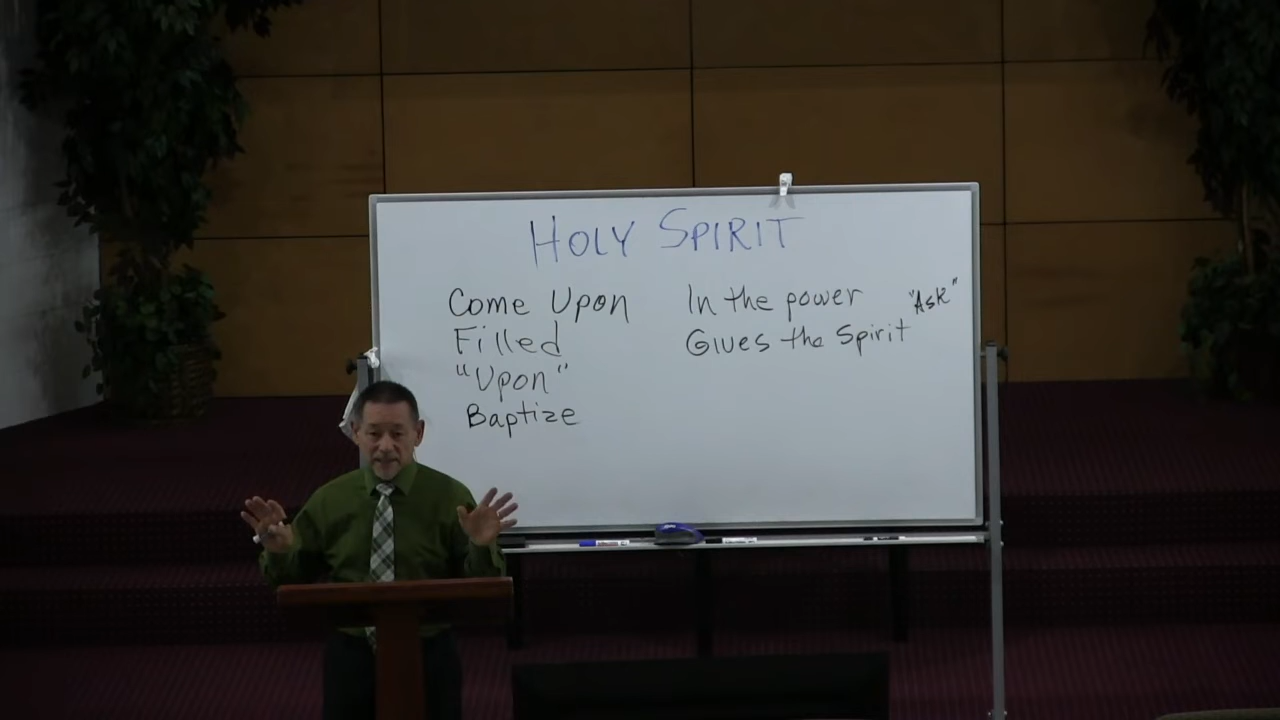 HOLY SPIRIT
Come Upon
Filled
"Upon"
Baptize
In the power "Ask"
Gives the Spirit